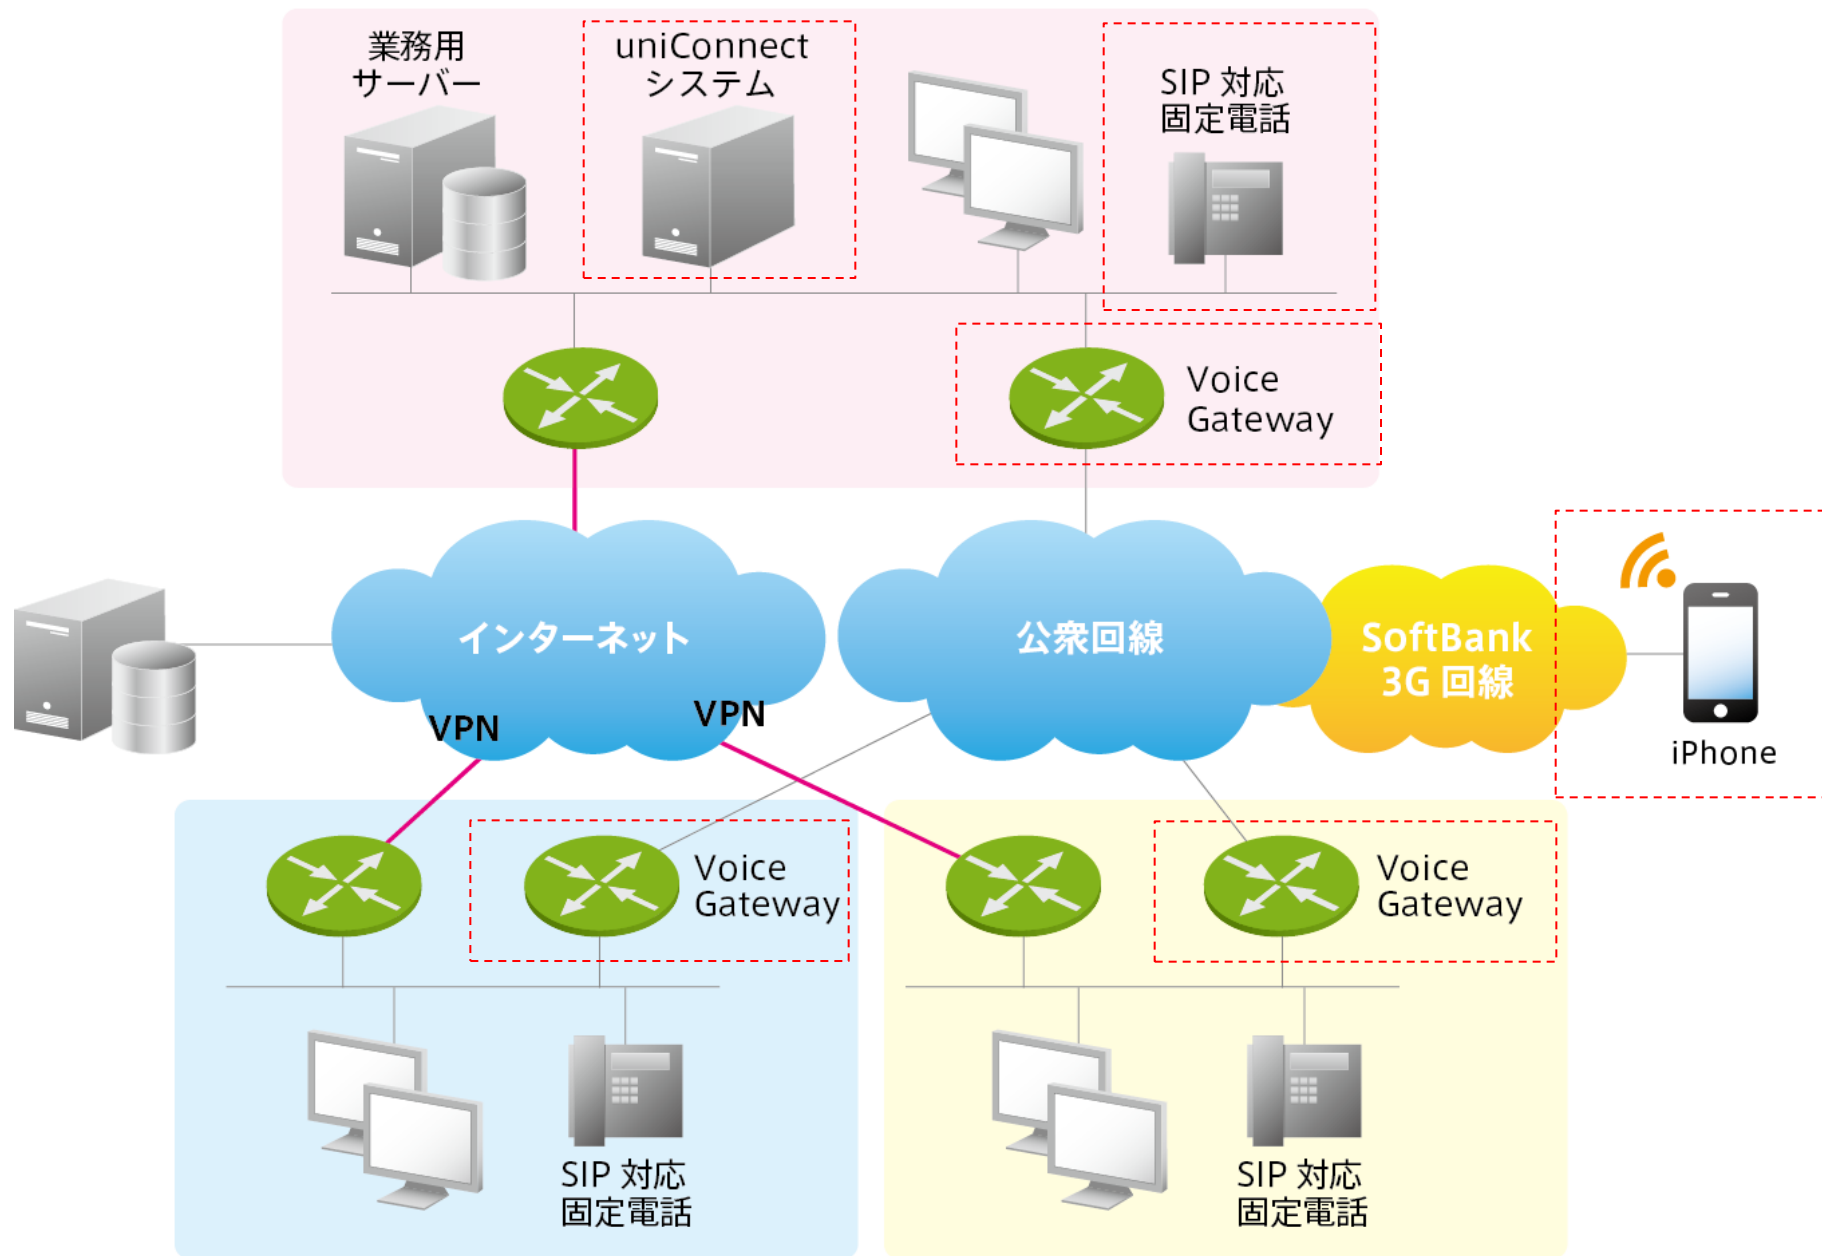 業務用
サーバー
uniConnect
システム
SIP 対応
固定電話
Voice
Gateway
インターネット
公衆回線
SoftBank
3G 回線
iPhone
VPN
VPN
Voice
Gateway
Voice
Gateway
SIP 対応
固定電話
SIP 対応
固定電話